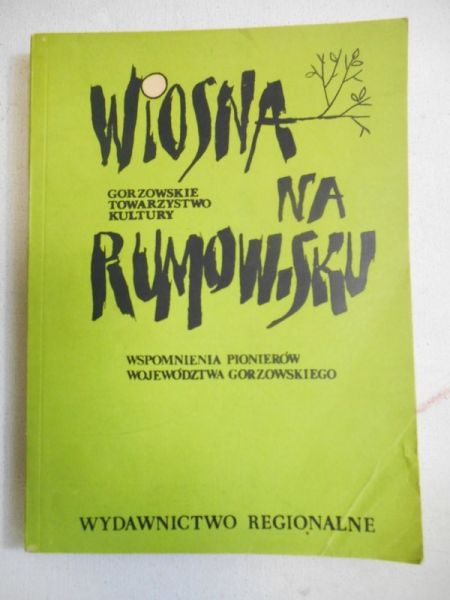 WIOSNA
GORZOWSKIE
TOWARZYSTWO
KULTURY
NA
RUMOWISKU
WSPOMNIENIA PIONIERÓW
WOJEWÓDZTWA GORZOWSKIEGO
WYDAWNICTWO REGIONALNE